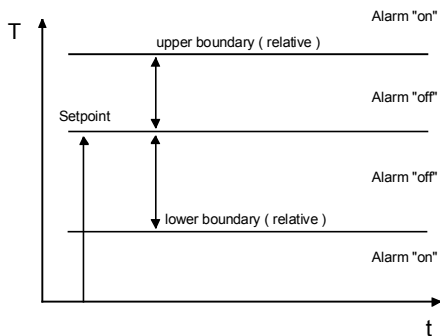 Alarm "on"
T
upper boundary ( relative )
Alarm "off"
Setpoint
Alarm "off"
lower boundary ( relative )
Alarm "on"
t